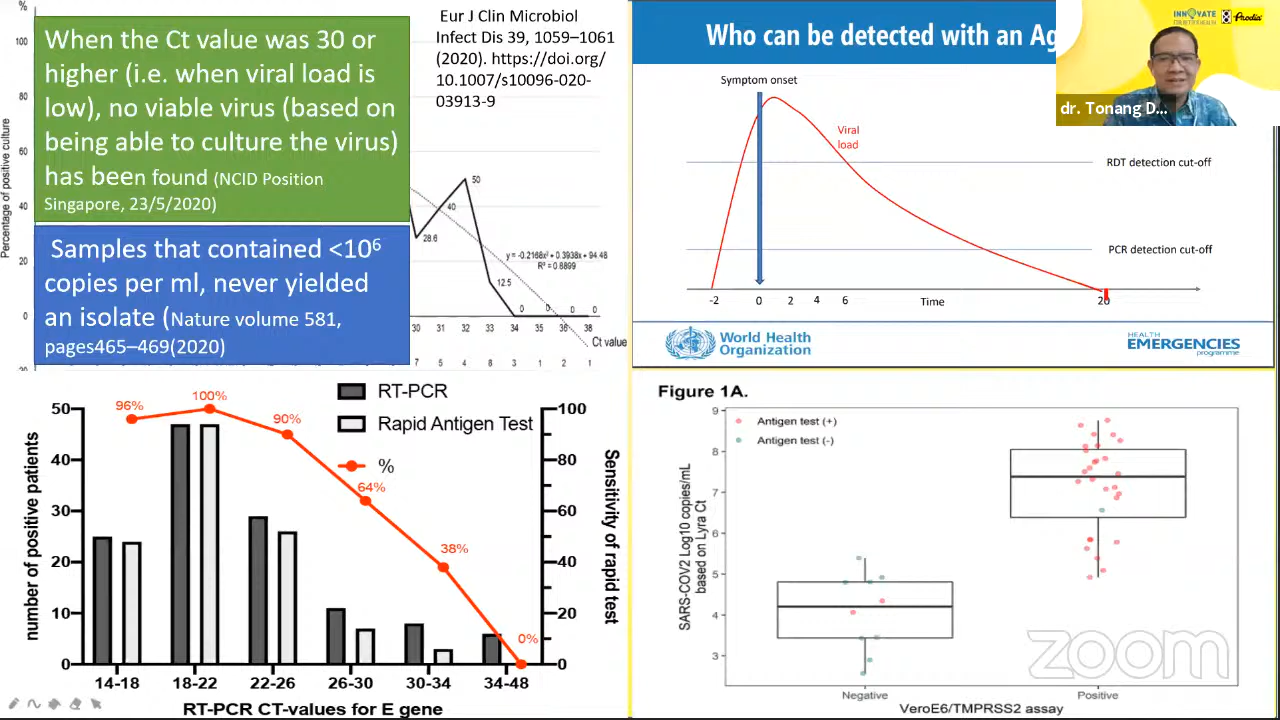 %
100
80
60
40
20
0
Percentage of positive culture
When the Ct value was 30 or
higher (i.e. when viral load is
low), no viable virus (based on
being able to culture the virus)
has been found (NCID Position
Singapore, 23/5/2020)
Samples that contained <10⁶
copies per ml, never yielded
an isolate (Nature volume 581,
pages465–469(2020)
Eur J Clin Microbiol
Infect Dis 39, 1059–1061
(2020). https://doi.org/
10.1007/s10096-020-
03913-9
50
40
28.6
y = -0.2168x² + 0.3938x + 94.48
R² = 0.8899
12.5
0 0 0 0
30 31 32 33 34 35 36 38
Ct value
7 5 4 8 3 1 2 1
Who can be detected with an Ag
Symptom onset
Viral
load
RDT detection cut-off
PCR detection cut-off
-2 0 2 4 6 Time 20
World Health
Organization
HEALTH
EMERGENCIES
programme
INNOVATE
Prodia
dr. Tonang D...
RT-PCR
Rapid Antigen Test
%
96% 100% 90% 64% 38% 0%
number of positive patients
50
40
30
20
10
0
100
80
60
40
20
0
Sensitivity of rapid test
14-18 18-22 22-26 26-30 30-34 34-48
RT-PCR CT-values for E gene
Figure 1A.
Antigen test (+)
Antigen test (-)
SARS-COV2 Log10 copies/mL
based on Lyra Ct
9
8
7
6
5
4
3
Negative Positive
VeroE6/TMPRSS2 assay
zoom